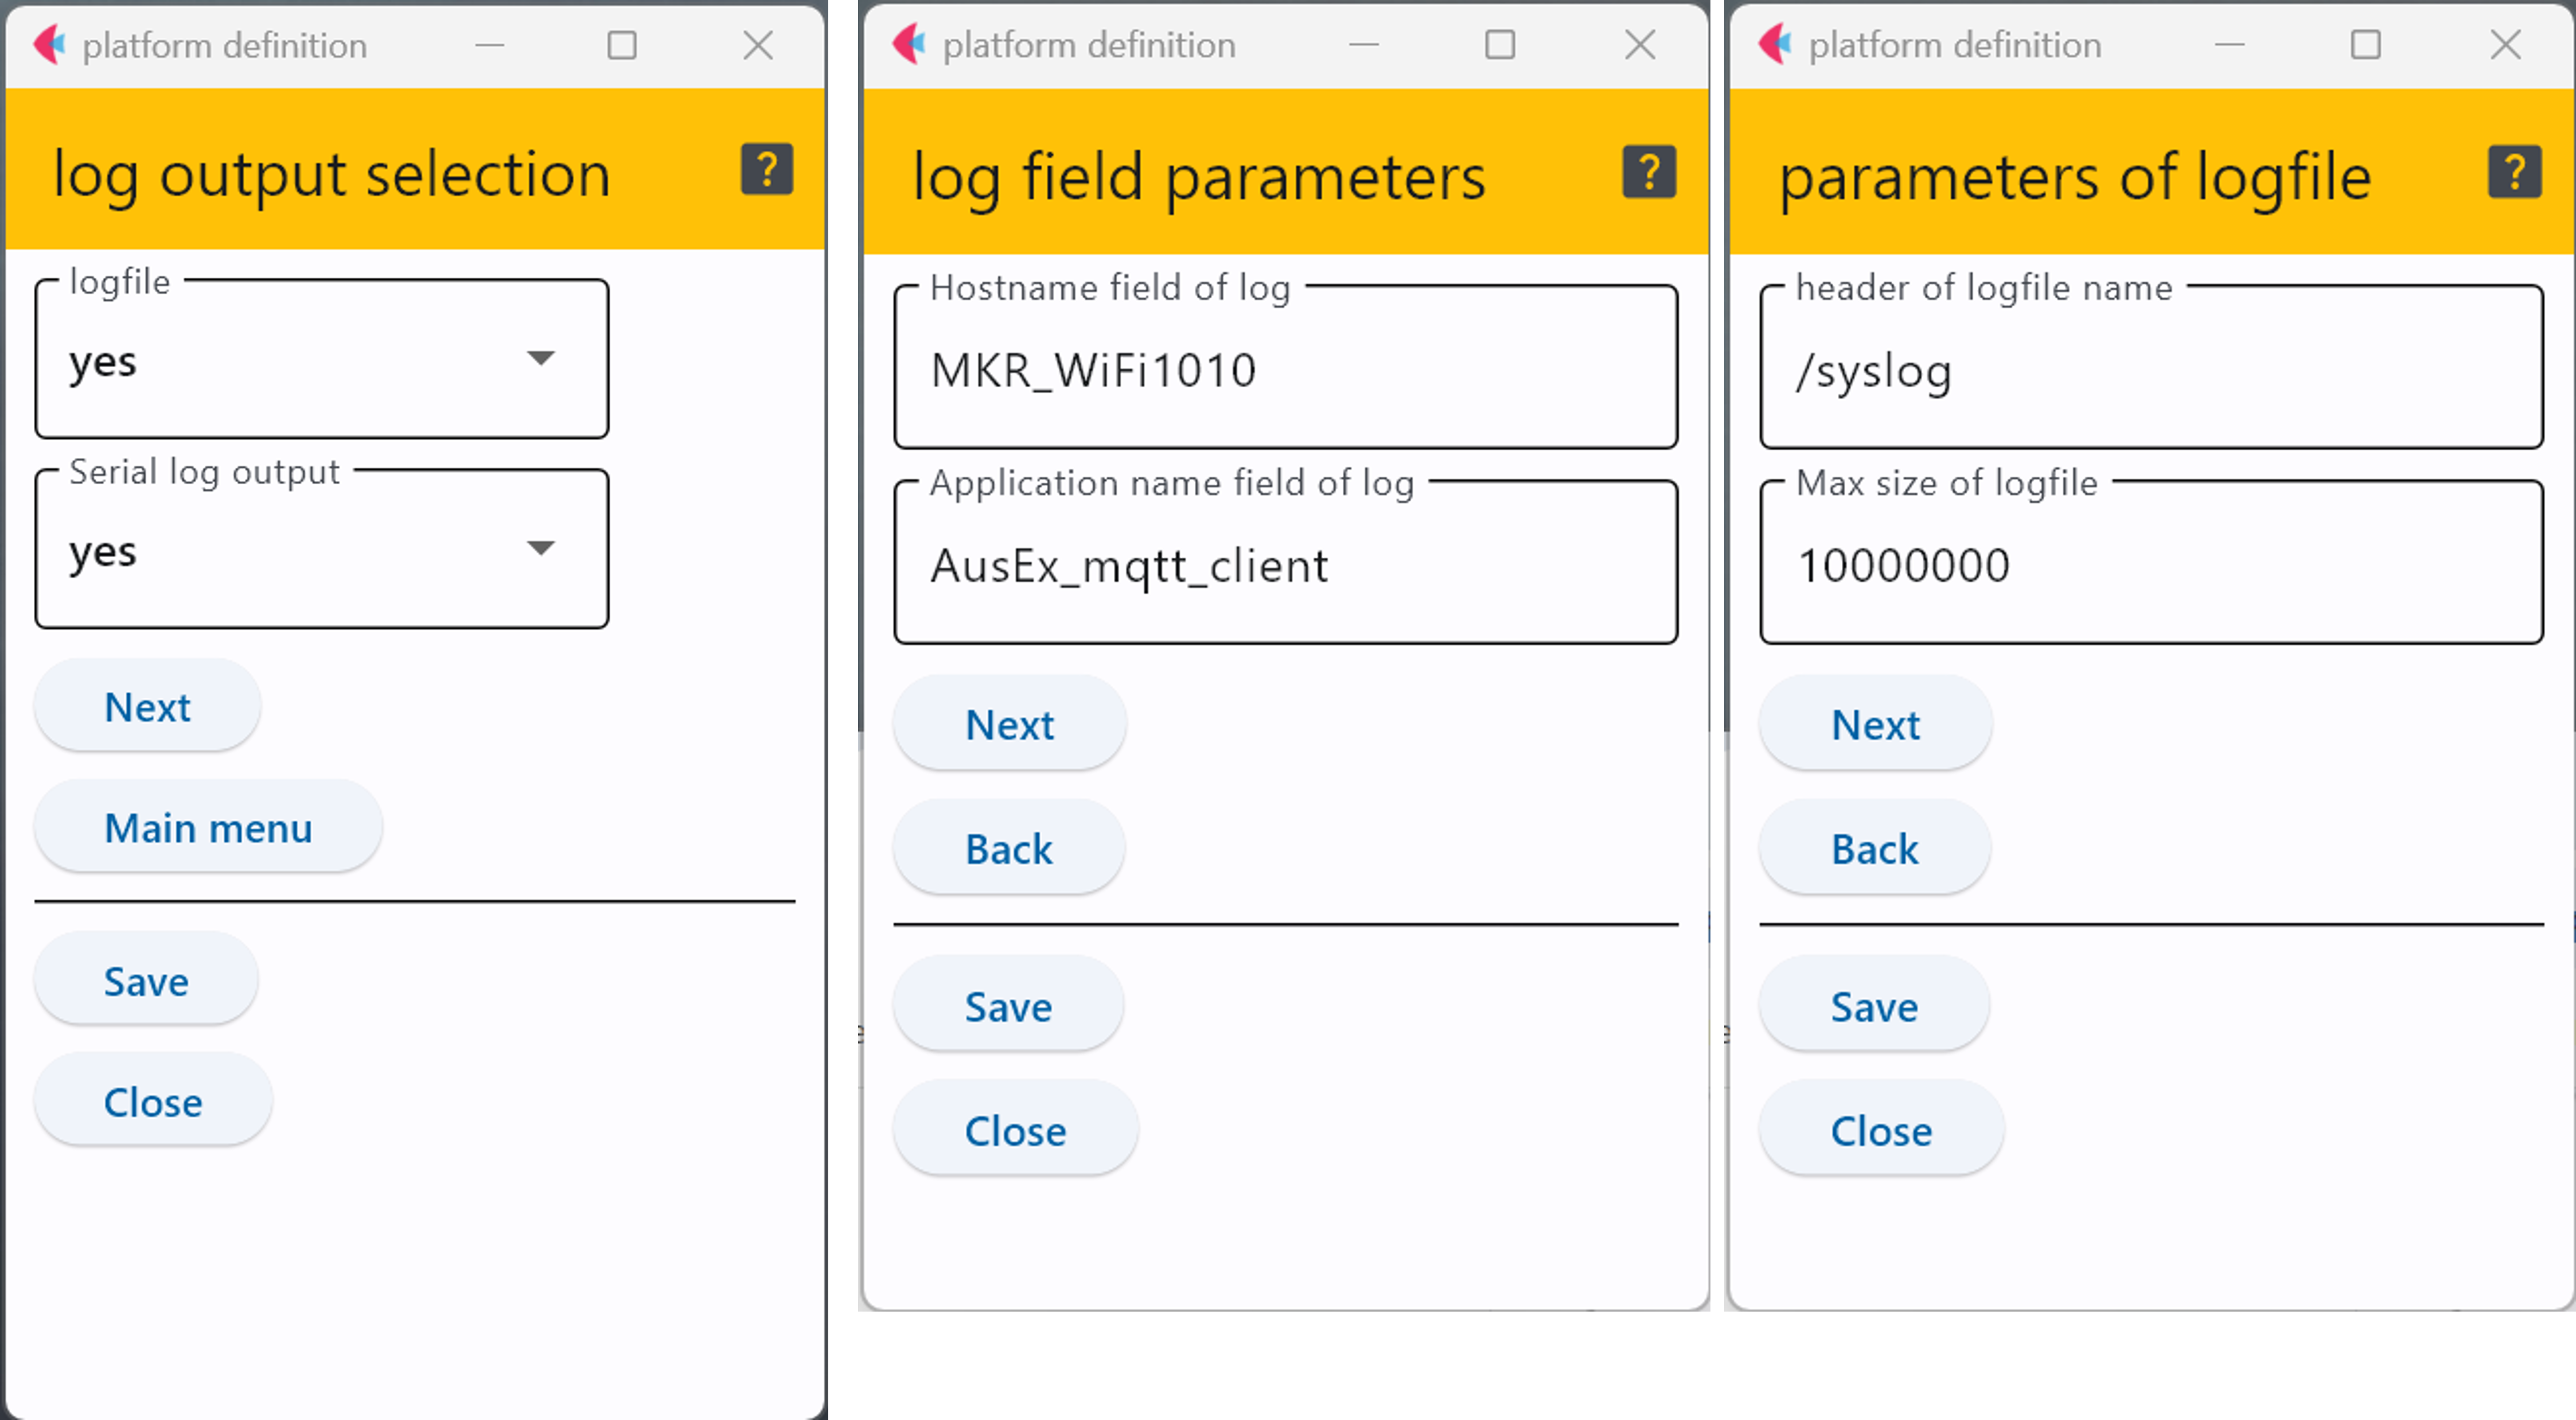 platform definition
log output selection
?
logfile
yes
Serial log output
yes
Next
Main menu
Save
Close
platform definition
log field parameters
?
Hostname field of log
MKR_WiFi1010
Application name field of log
AusEx_mqtt_client
Next
Back
Save
Close
platform definition
parameters of logfile
?
header of logfile name
/syslog
Max size of logfile
10000000
Next
Back
Save
Close